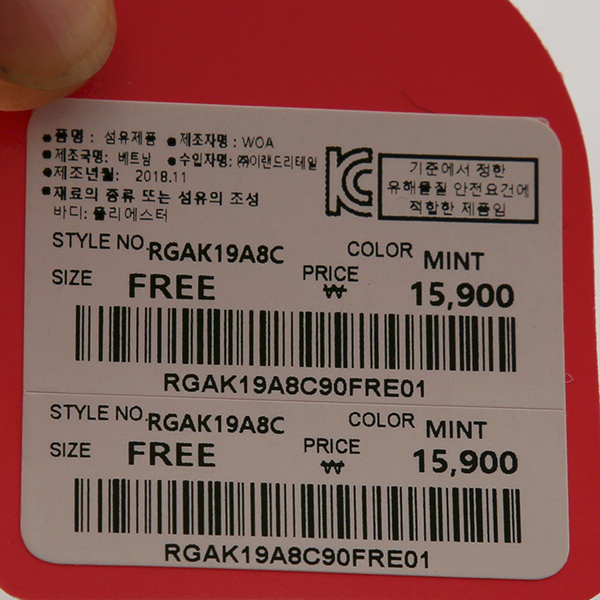 ●품명 : 섬유제품 ●제조자명 : WOA
●제조국명: 베트남 ●수입자명: ㈜이랜드리테일
●제조년월: 2018.11
●재료의 종류 또는 섬유의 조성
바디: 폴리에스터
KC
기준에서 정한
유해물질 안전요건에
적합한 제품임
STYLE NO. RGAK19A8C COLOR MINT
SIZE FREE PRICE ₩ 15,900
RGAK19A8C90FRE01
STYLE NO. RGAK19A8C COLOR MINT
SIZE FREE PRICE ₩ 15,900
RGAK19A8C90FRE01